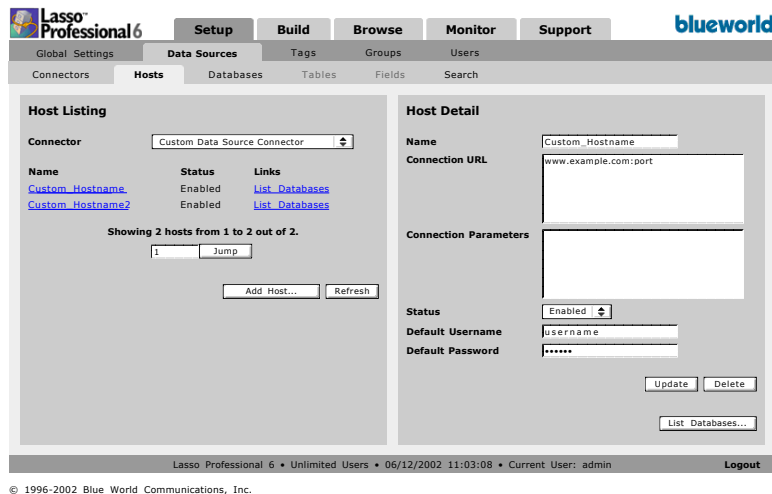 Lasso™
Professional 6
blueworld
Setup Build Browse Monitor Support
Global Settings Data Sources Tags Groups Users
Connectors Hosts Databases Tables Fields Search
Host Listing
Connector Custom Data Source Connector
Name Status Links
Custom_Hostname Enabled List Databases
Custom_Hostname2 Enabled List Databases
Showing 2 hosts from 1 to 2 out of 2.
1 Jump
Add Host... Refresh
Host Detail
Name Custom_Hostname
Connection URL www.example.com:port
Connection Parameters
Status Enabled
Default Username username
Default Password ••••••
Update Delete
List Databases...
Lasso Professional 6 • Unlimited Users • 06/12/2002 11:03:08 • Current User: admin Logout
© 1996-2002 Blue World Communications, Inc.